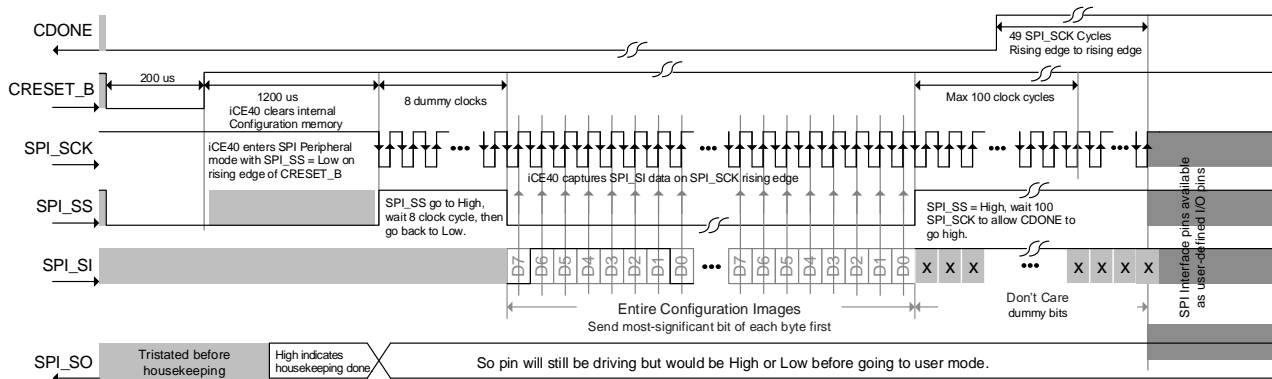 CDONE
49 SPI_SCK Cycles
Rising edge to rising edge
CRESET_B
200 us
1200 us
iCE40 clears internal
Configuration memory
8 dummy clocks
Max 100 clock cycles
SPI_SCK
iCE40 enters SPI Peripheral
mode with SPI_SS = Low on
rising edge of CRESET_B
iCE40 captures SPI_SI data on SPI_SCK rising edge
SPI_SS
SPI_SS go to High,
wait 8 clock cycle, then
go back to Low.
SPI_SS = High, wait 100
SPI_SCK to allow CDONE to
go high.
SPI_SI
D7 D6 D5 D4 D3 D2 D1 D0 ••• D7 D6 D5 D4 D3 D2 D1 D0 X X X ••• X X X X
Entire Configuration Images
Send most-significant bit of each byte first
Don't Care
dummy bits
SPI Interface pins available
as user-defined I/O pins
SPI_SO
Tristated before
housekeeping
High indicates
housekeeping done
So pin will still be driving but would be High or Low before going to user mode.